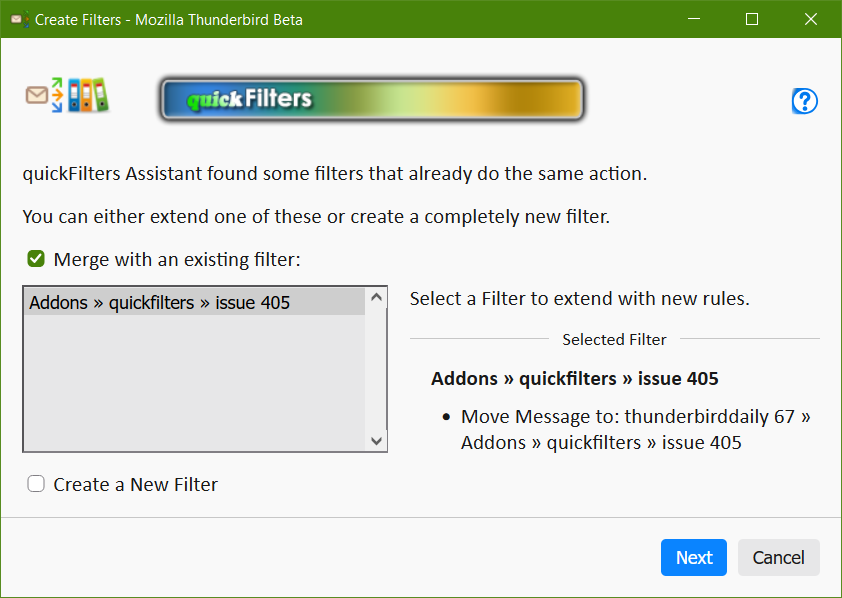 Create Filters - Mozilla Thunderbird Beta
quickFilters
quickFilters Assistant found some filters that already do the same action.
You can either extend one of these or create a completely new filter.
Merge with an existing filter:
Addons » quickfilters » issue 405
Select a Filter to extend with new rules.
Selected Filter
Addons » quickfilters » issue 405
• Move Message to: thunderbirddaily 67 »
Addons » quickfilters » issue 405
Create a New Filter
Next
Cancel